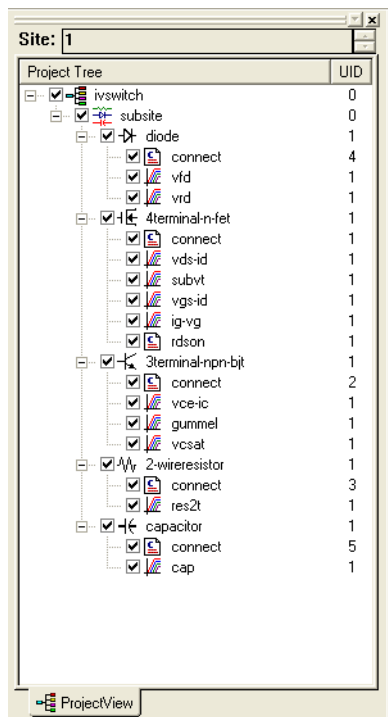 Site: 1
Project Tree UID
ivswitch 0
subsite 0
diode 1
connect 4
vfd 1
vrd 1
4terminal-n-fet 1
connect 1
vds-id 1
subvt 1
vgs-id 1
ig-vg 1
rdson 1
3terminal-npn-bjt 1
connect 2
vce-ic 1
gummel 1
vcsat 1
2-wireresistor 1
connect 3
res2t 1
capacitor 1
connect 5
cap 1
ProjectView